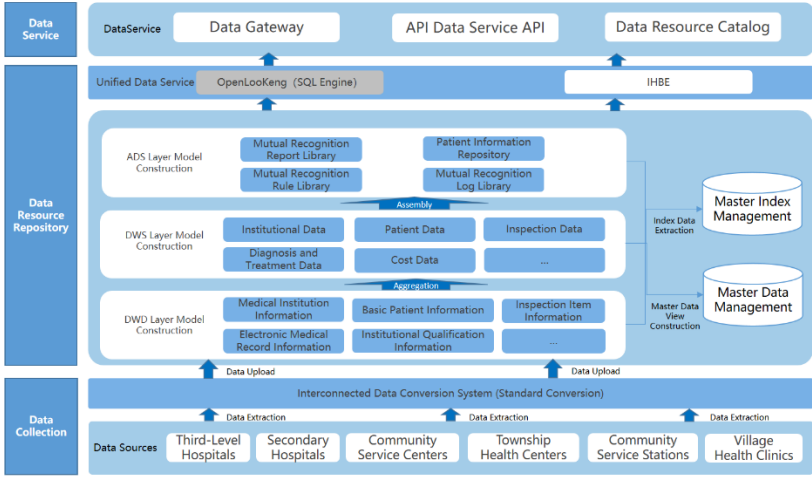 Data
Service
DataService
Data Gateway
API Data Service API
Data Resource Catalog
Data
Resource
Repository
Unified Data Service
OpenLooKeng (SQL Engine)
IHBE
ADS Layer Model
Construction
Mutual Recognition
Report Library
Patient Information
Repository
Mutual Recognition
Rule Library
Mutual Recognition
Log Library
Assembly
DWS Layer Model
Construction
Institutional Data
Patient Data
Inspection Data
Diagnosis and
Treatment Data
Cost Data
...
Aggregation
DWD Layer Model
Construction
Medical Institution
Information
Basic Patient Information
Inspection Item
Information
Electronic Medical
Record Information
Institutional Qualification
Information
...
Index Data
Extraction
Master Index
Management
Master Data
View
Construction
Master Data
Management
Data Upload
Data Upload
Data
Collection
Interconnected Data Conversion System (Standard Conversion)
Data Extraction
Data Extraction
Data Extraction
Data Sources
Third-Level
Hospitals
Secondary
Hospitals
Community
Service Centers
Township
Health Centers
Community
Service Stations
Village
Health Clinics